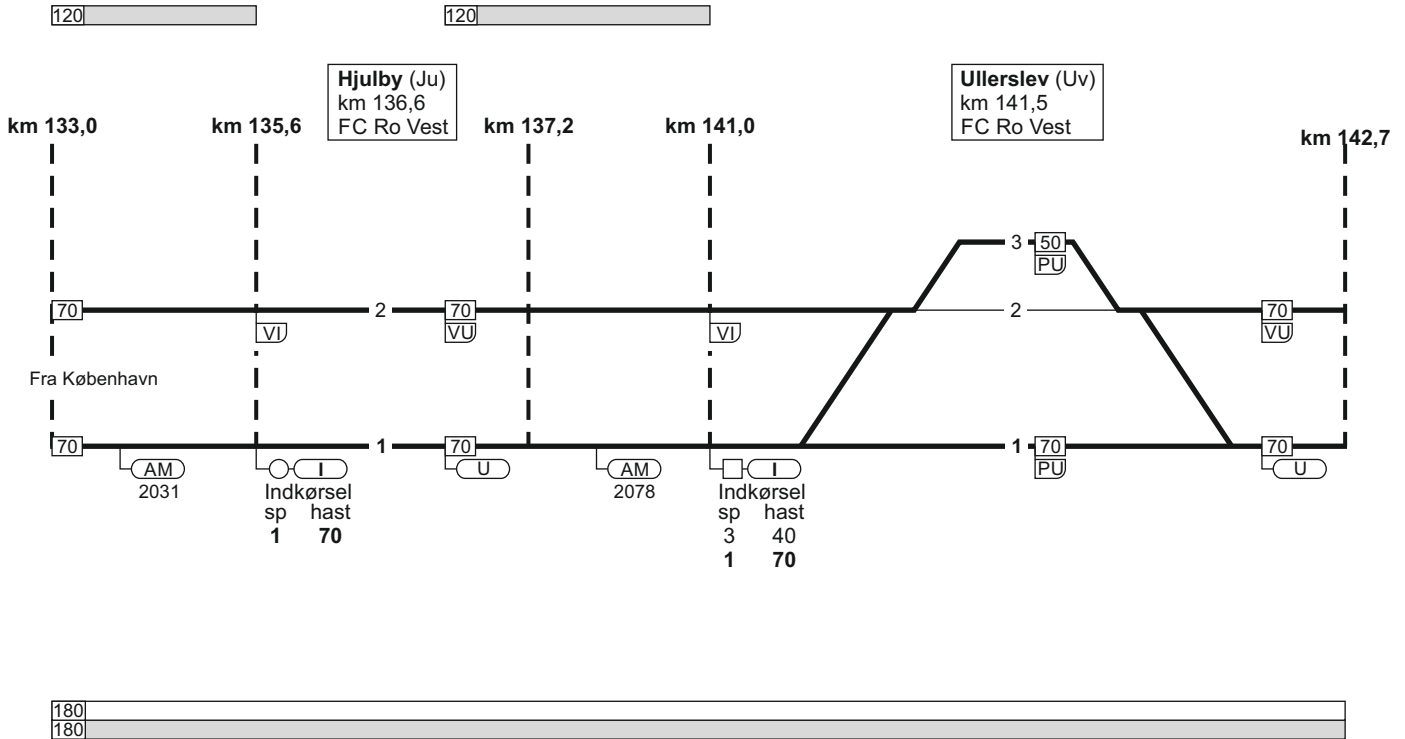 120
120
Hjulby (Ju)
km 136,6
FC Ro Vest
Ullerslev (Uv)
km 141,5
FC Ro Vest
km 133,0
km 135,6
km 137,2
km 141,0
km 142,7
3
50
PU
70
2
70
2
70
VI
VU
VI
VU
Fra København
70
1
70
1
70
70
AM
2031
I
Indkørsel
sp hast
1 70
U
AM
2078
I
Indkørsel
sp hast
3 40
1 70
PU
U
180
180